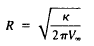 R = √(κ / 2πV∞)